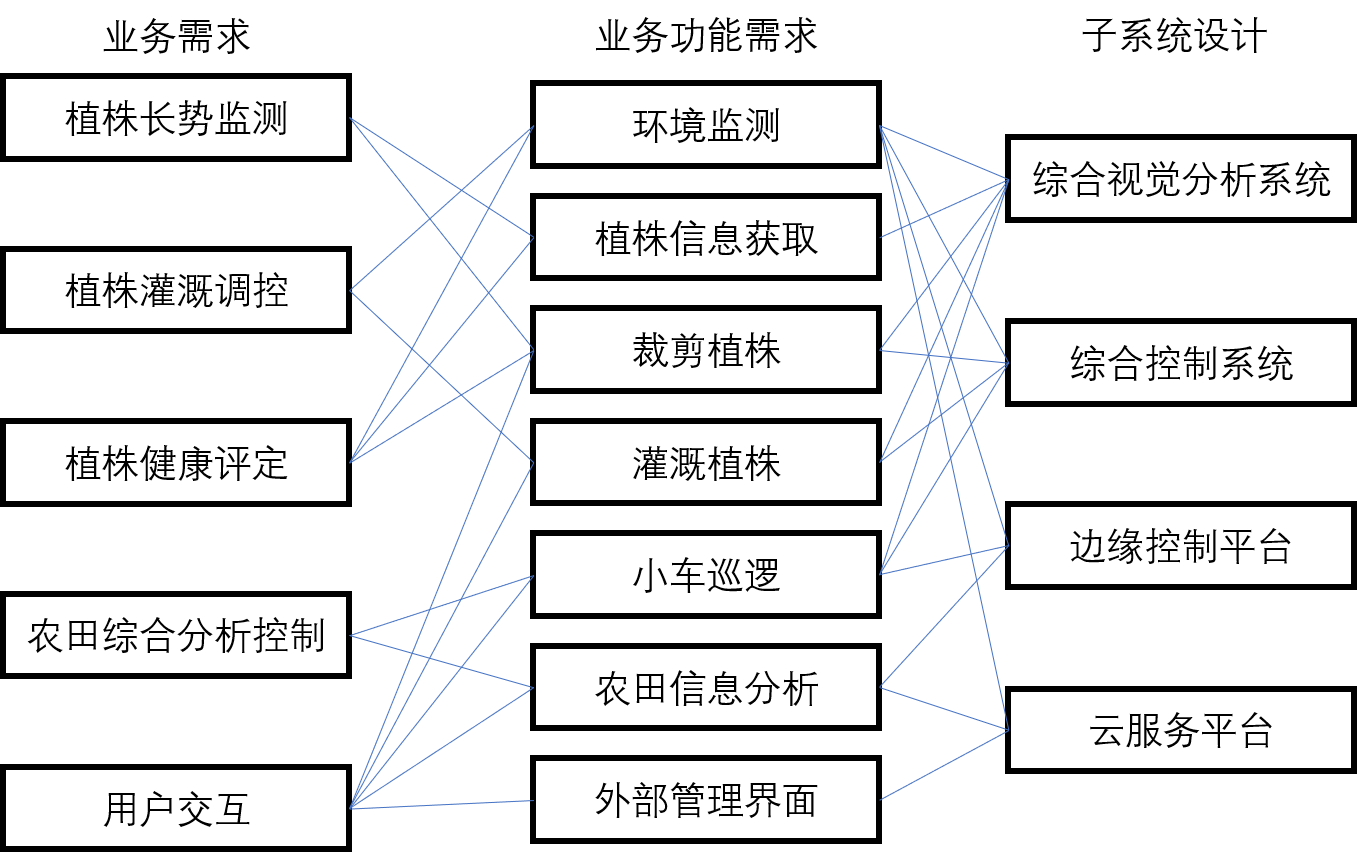 业务需求
业务功能需求
子系统设计
植株长势监测
植株灌溉调控
植株健康评定
农田综合分析控制
用户交互
环境监测
植株信息获取
裁剪植株
灌溉植株
小车巡逻
农田信息分析
外部管理界面
综合视觉分析系统
综合控制系统
边缘控制平台
云服务平台